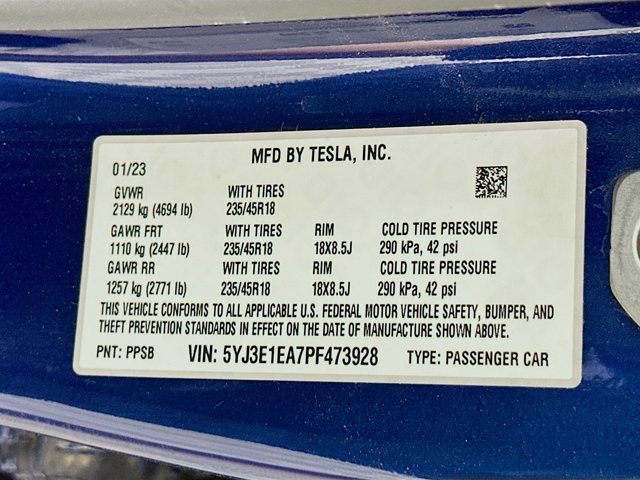 MFD BY TESLA, INC.
01/23
GVWR WITH TIRES
2129 kg (4694 lb) 235/45R18
GAWR FRT WITH TIRES RIM COLD TIRE PRESSURE
1110 kg (2447 lb) 235/45R18 18X8.5J 290 kPa, 42 psi
GAWR RR WITH TIRES RIM COLD TIRE PRESSURE
1257 kg (2771 lb) 235/45R18 18X8.5J 290 kPa, 42 psi
THIS VEHICLE CONFORMS TO ALL APPLICABLE U.S. FEDERAL MOTOR VEHICLE SAFETY, BUMPER, AND
THEFT PREVENTION STANDARDS IN EFFECT ON THE DATE OF MANUFACTURE SHOWN ABOVE.
PNT: PPSB VIN: 5YJ3E1EA7PF473928 TYPE: PASSENGER CAR